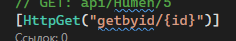 // GET: api/Humen/5
[HttpGet("getbyid/{id}")]
Ссылок: 0